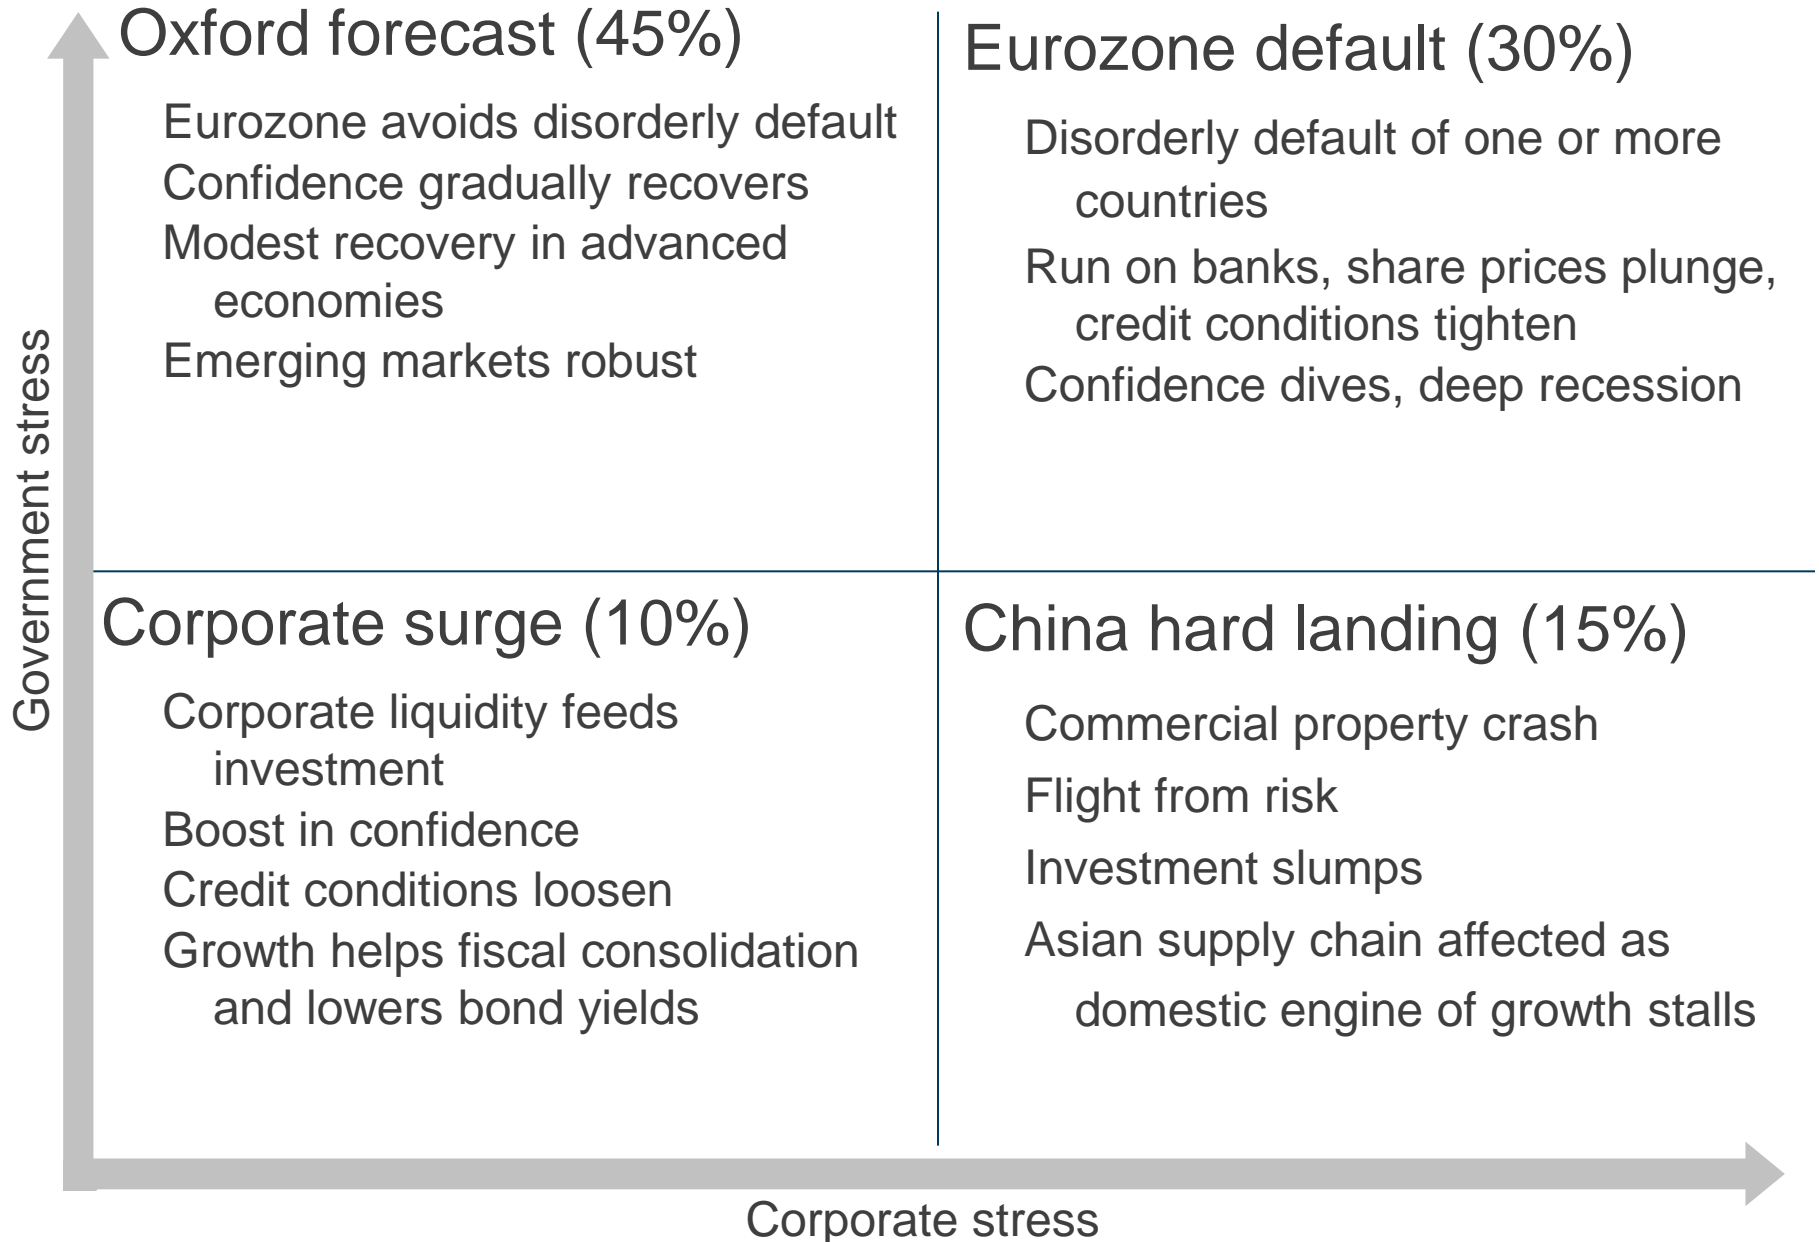 Oxford forecast (45%)
Eurozone avoids disorderly default
Confidence gradually recovers
Modest recovery in advanced
economies
Emerging markets robust
Eurozone default (30%)
Disorderly default of one or more
countries
Run on banks, share prices plunge,
credit conditions tighten
Confidence dives, deep recession
Government stress
Corporate surge (10%)
Corporate liquidity feeds
investment
Boost in confidence
Credit conditions loosen
Growth helps fiscal consolidation
and lowers bond yields
China hard landing (15%)
Commercial property crash
Flight from risk
Investment slumps
Asian supply chain affected as
domestic engine of growth stalls
Corporate stress